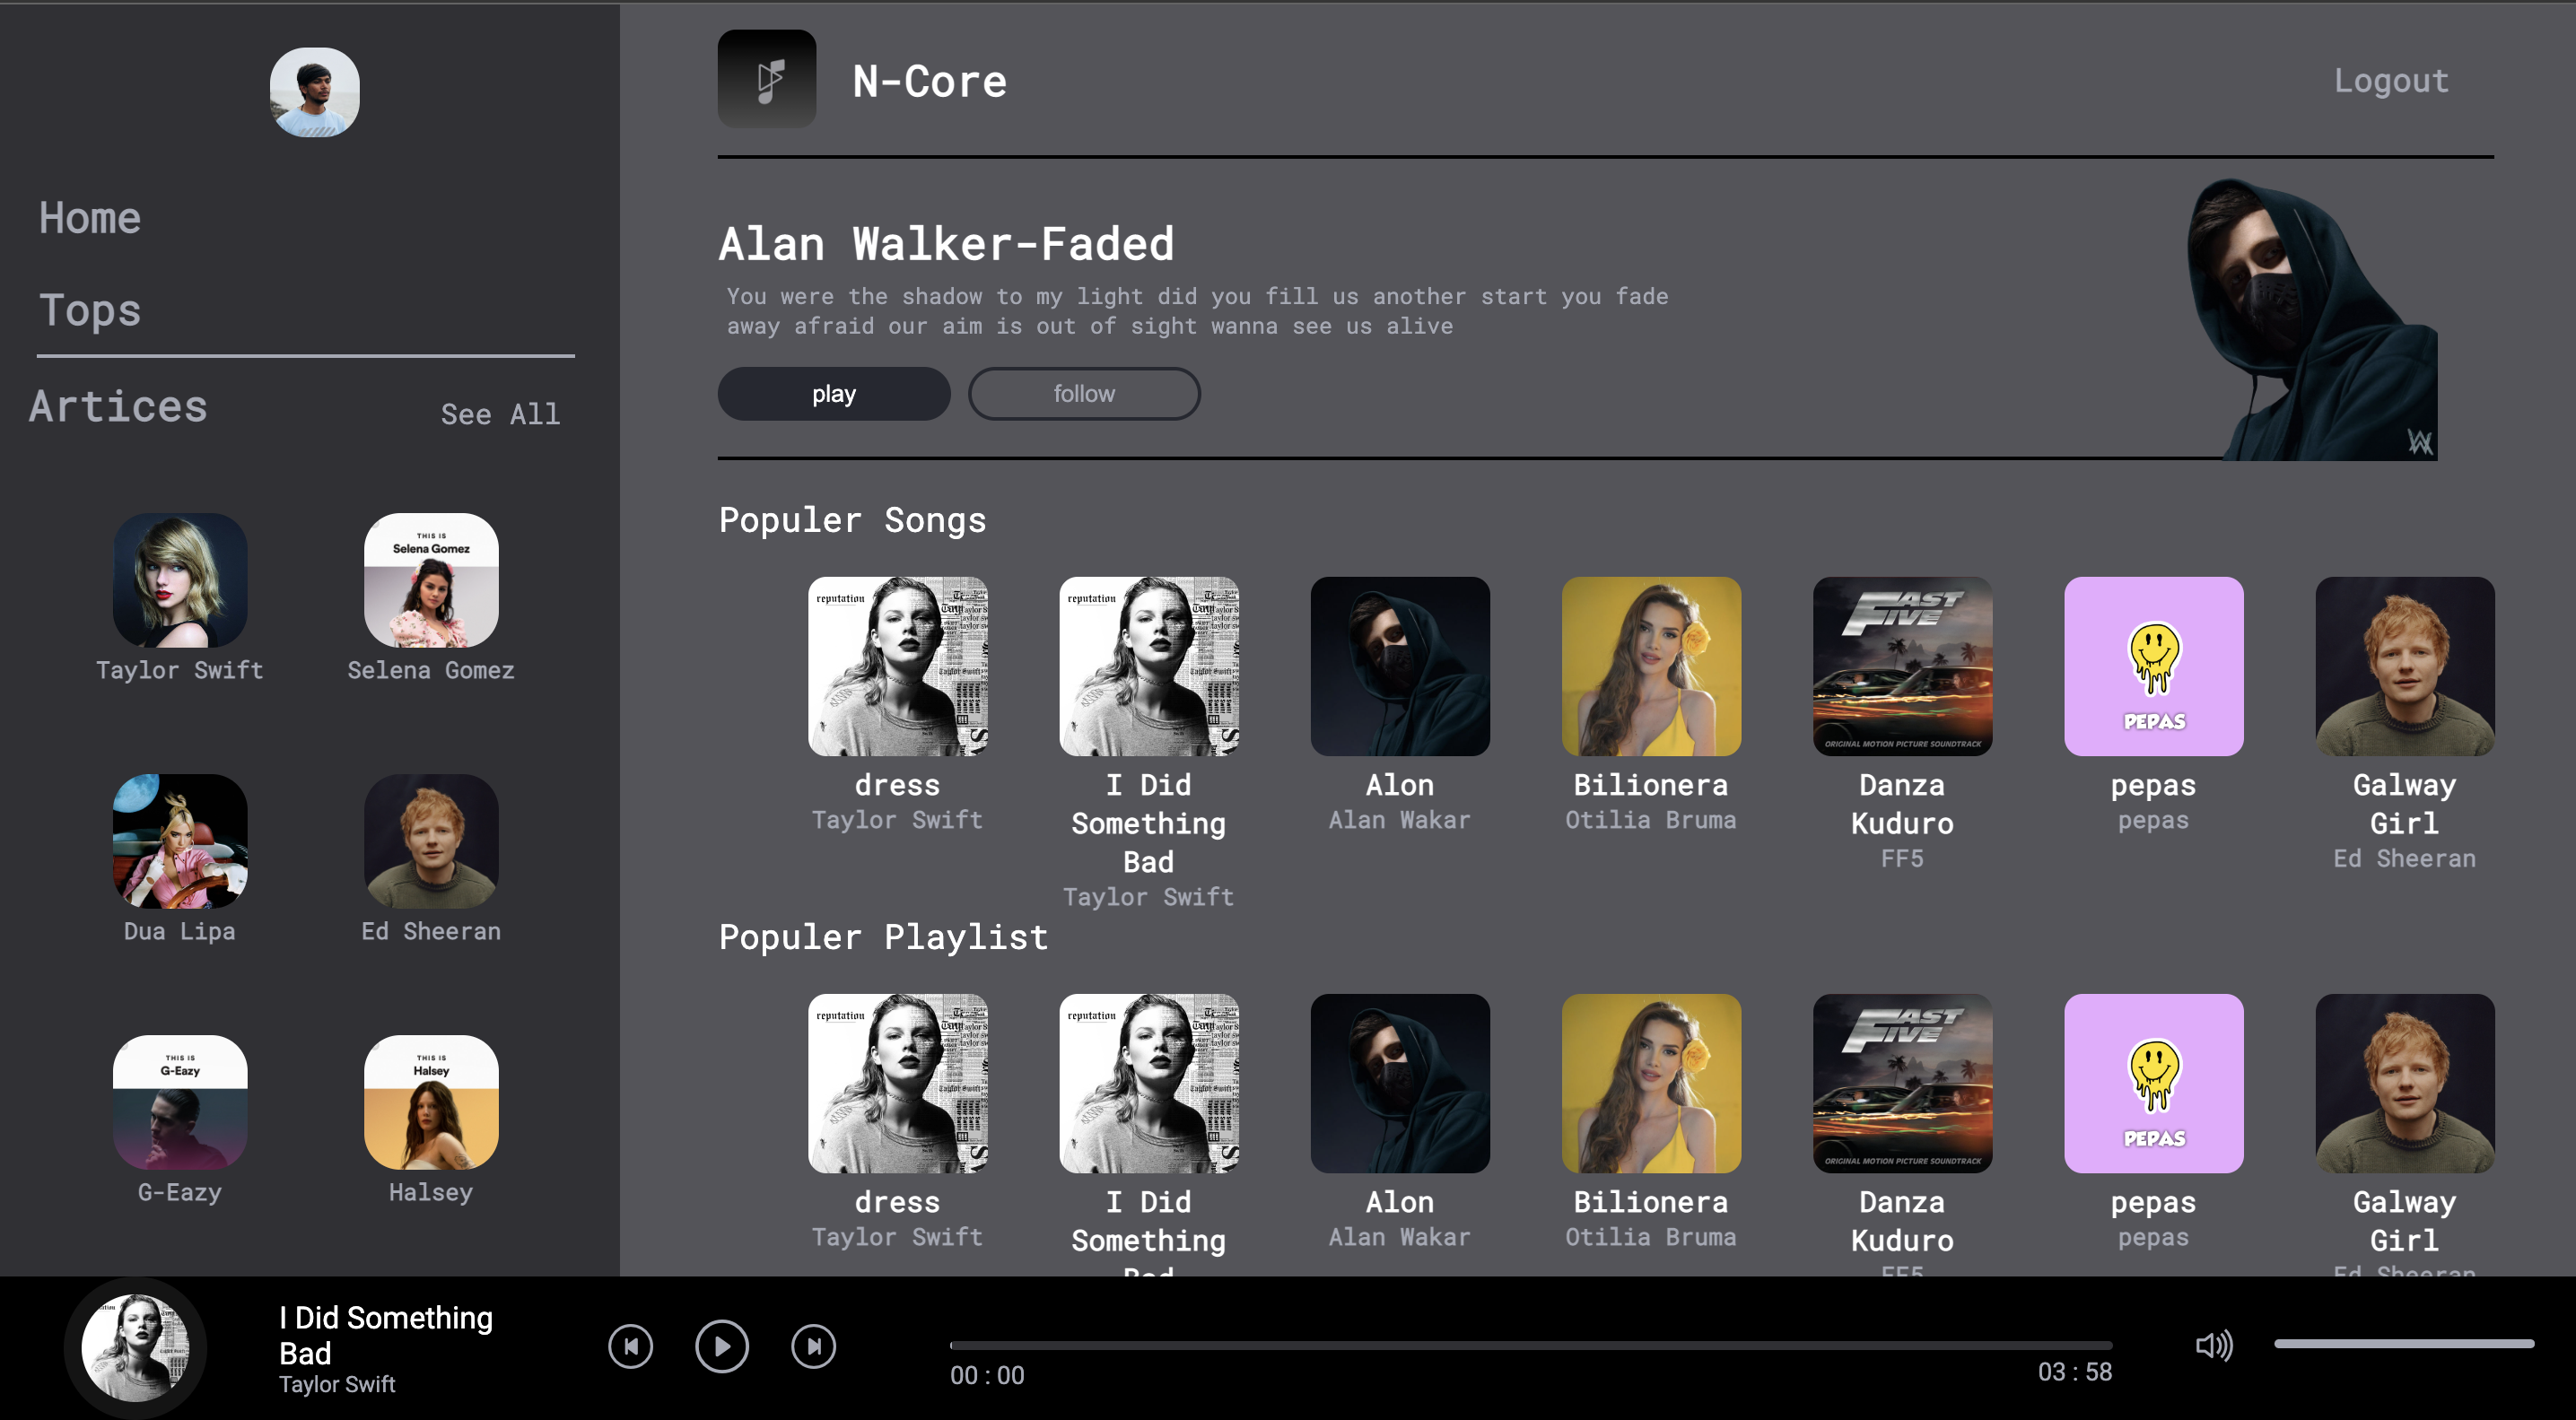 N-Core
Logout
Home
Tops
Artices
See All
THIS IS
Selena Gomez
Taylor Swift
Selena Gomez
Dua Lipa
Ed Sheeran
THIS IS
G-Eazy
THIS IS
Halsey
G-Eazy
Halsey
Alan Walker-Faded
You were the shadow to my light did you fill us another start you fade
away afraid our aim is out of sight wanna see us alive
play
follow
Populer Songs
reputation
reputation
FAST
FIVE
ORIGINAL MOTION PICTURE SOUNDTRACK
PEPAS
dress
Taylor Swift
I Did
Something
Bad
Taylor Swift
Alon
Alan Wakar
Bilionera
Otilia Bruma
Danza
Kuduro
FF5
pepas
pepas
Galway
Girl
Ed Sheeran
Populer Playlist
reputation
reputation
FAST
FIVE
ORIGINAL MOTION PICTURE SOUNDTRACK
PEPAS
dress
Taylor Swift
I Did
Something
Bad
Alon
Alan Wakar
Bilionera
Otilia Bruma
Danza
Kuduro
FF5
pepas
pepas
Galway
Girl
Ed Sheeran
I Did Something
Bad
Taylor Swift
00 : 00
03 : 58